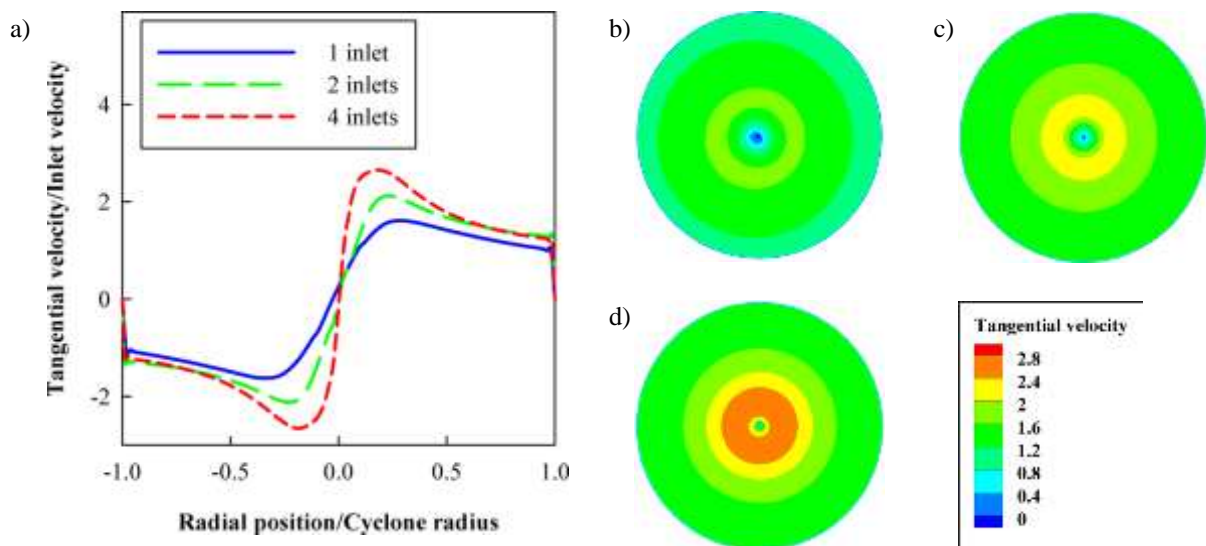 a)
1 inlet
2 inlets
4 inlets
Tangential velocity/Inlet velocity
4
2
0
-2
-1.0 -0.5 0.0 0.5 1.0
Radial position/Cyclone radius
b)
c)
d)
Tangential velocity
2.8
2.4
2
1.6
1.2
0.8
0.4
0